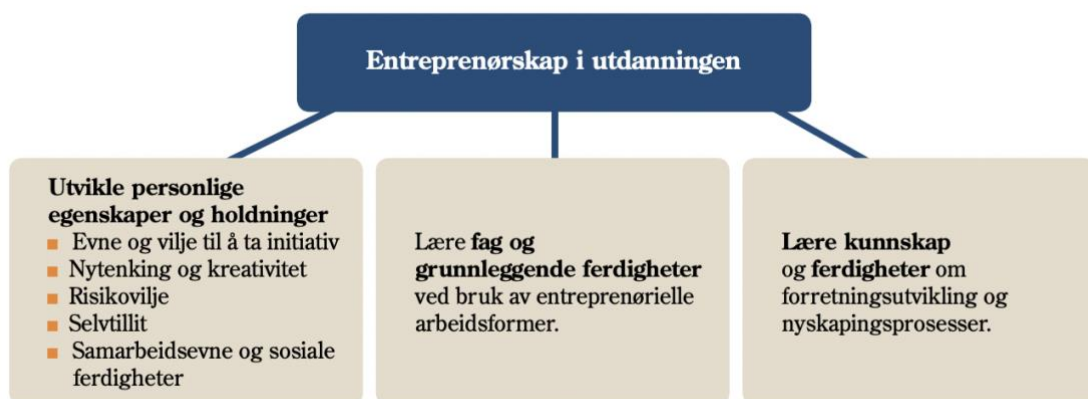 Entreprenørskap i utdanningen
Utvikle personlige
egenskaper og holdninger
Evne og vilje til å ta initiativ
Nytenking og kreativitet
Risikovilje
Selvtillit
Samarbeidsevne og sosiale
ferdigheter
Lære fag og
grunnleggende ferdigheter
ved bruk av entreprenørielle
arbeidsformer.
Lære kunnskap
og ferdigheter om
forretningsutvikling og
nyskapingsprosesser.